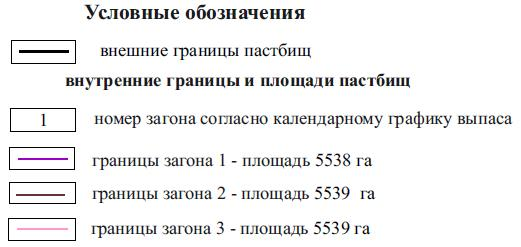 Условные обозначения
внешние границы пастбищ
внутренние границы и площади пастбищ
1 номер загона согласно календарному графику выпаса
границы загона 1 - площадь 5538 га
границы загона 2 - площадь 5539 га
границы загона 3 - площадь 5539 га